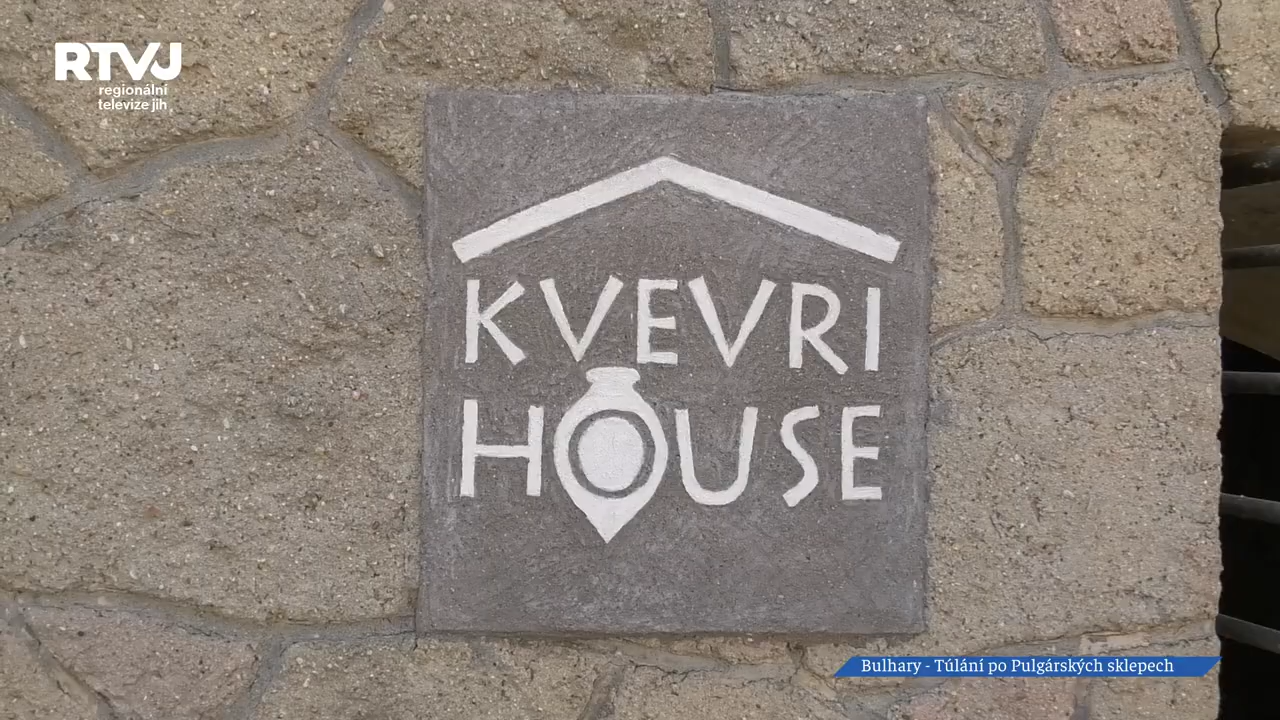 RTVJ
regionální
televize jih
KVEVRI
HOUSE
Bulhary - Túlání po Pulgárských sklepech